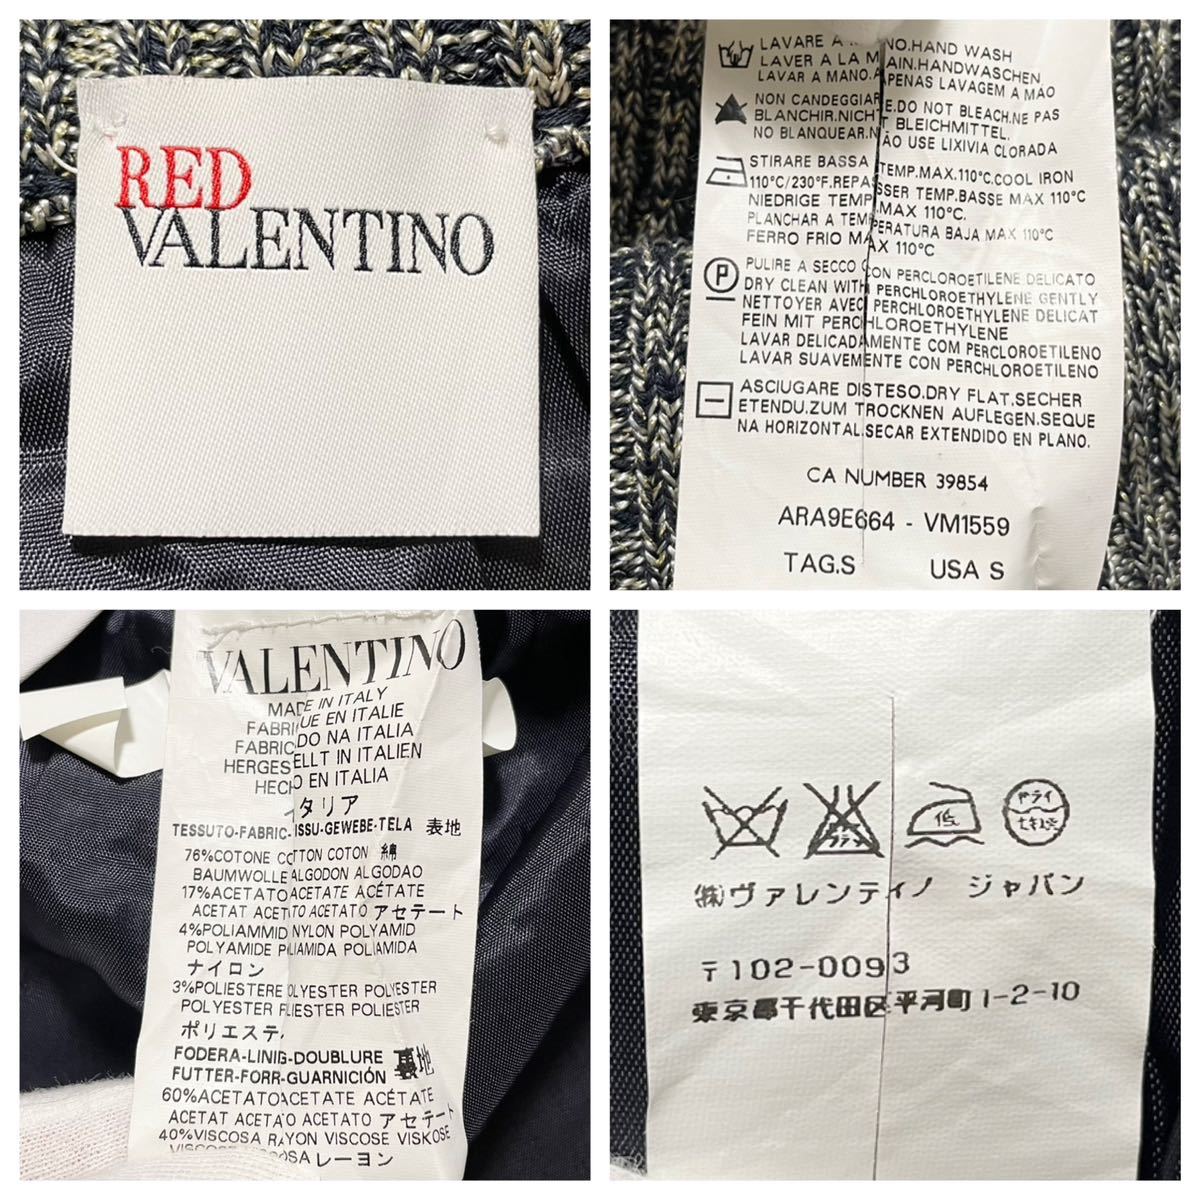 RED
VALENTINO
LAVARE A NO.HAND WASH
LAVER A LA MAIN.HANDWASCHEN
LAVAR A MANO.APENAS LAVAGEM A MAO
NON CANDEGGIARE.DO NOT BLEACH.NE PAS
BLANCHIR.NICHT BLEICHMITTEL.
NO BLANQUEAR.NÃO USE LIXIVIA CLORADA
STIRARE BASSA TEMP.MAX.110°C.COOL IRON
110°C/230°F.REPASSER TEMP.BASSE MAX 110°C
NIEDRIGE TEMP.MAX 110°C.
PLANCHAR A TEMPERATURA BAJA MAX 110°C
FERRO FRIO MAX 110°C
P
PULIRE A SECCO CON PERCLOROETILENE DELICATO
DRY CLEAN WITH PERCHLOROETHYLENE GENTLY
NETTOYER AVEC PERCHLOROETHYLENE DELICAT
FEIN MIT PERCHLOROETHYLENE
LAVAR DELICADAMENTE COM PERCLOROETILENO
LAVAR SUAVEMENTE CON PERCHLOROETILENO
ASCIUGARE DISTESO.DRY FLAT.SECHER
ETENDU.ZUM TROCKNEN AUFLEGEN.SEQUE
NA HORIZONTAL.SECAR EXTENDIDO EN PLANO.
CA NUMBER 39854
ARA9E664 - VM1559
TAG.S USA S
VALENTINO
MADE IN ITALY
FABRIQUE EN ITALIE
FABRICADO NA ITALIA
HERGESTELLT IN ITALIEN
HECHO EN ITALIA
イタリア
TESSUTO-FABRIC-TISSU-GEWEBE-TELA 表地
76%COTONE COTTON COTON 綿
BAUMWOLLE ALGODON ALGODAO
17%ACETATO ACETATE ACÉTATE
ACETAT ACETATO ACETATO アセテート
4%POLIAMMID NYLON POLYAMID
POLYAMIDE POLIAMIDA POLIAMIDA
ナイロン
3%POLIESTERE POLYESTER POLYESTER
POLYESTER POLIESTER POLIESTER
ポリエステル
FODERA-LINIG-DOUBLURE 裏地
FUTTER-FORR-GUARNICIÓN
60%ACETATO ACETATE ACÉTATE
ACETAT ACETATO ACETATO アセテート
40%VISCOSA RAYON VISCOSE VISKOSE
レーヨン
低
ドライ
セキユ系
㈱ヴァレンティノ ジャパン
〒102-0093
東京都千代田区平河町1-2-10